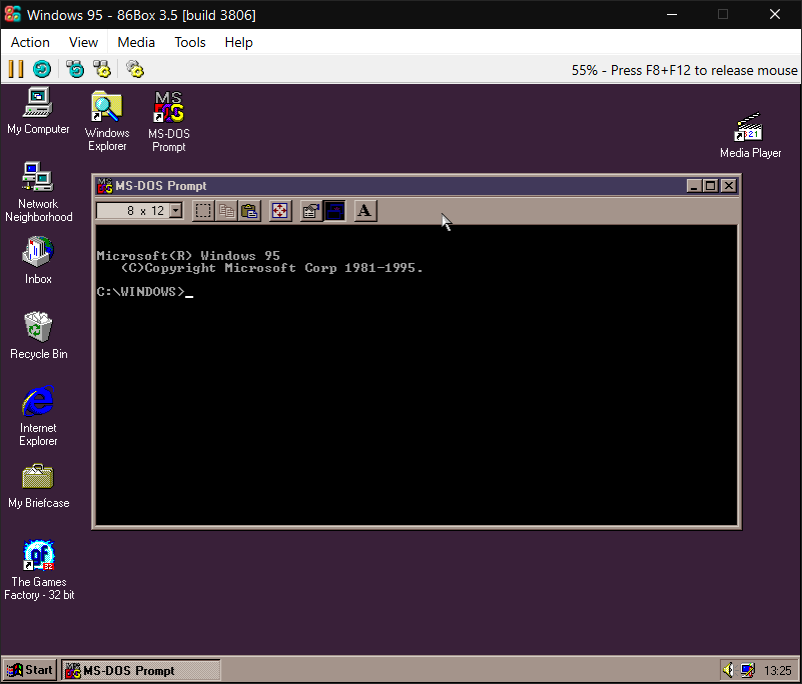 Windows 95 - 86Box 3.5 [build 3806]
Action View Media Tools Help
55% - Press F8+F12 to release mouse
My Computer
Windows
Explorer
MS-DOS
Prompt
Media Player
Network
Neighborhood
Inbox
Recycle Bin
Internet
Explorer
My Briefcase
The Games
Factory - 32 bit
MS-DOS Prompt
8 x 12
A
Microsoft(R) Windows 95
(C)Copyright Microsoft Corp 1981-1995.
C:\WINDOWS>_
Start
MS-DOS Prompt
13:25